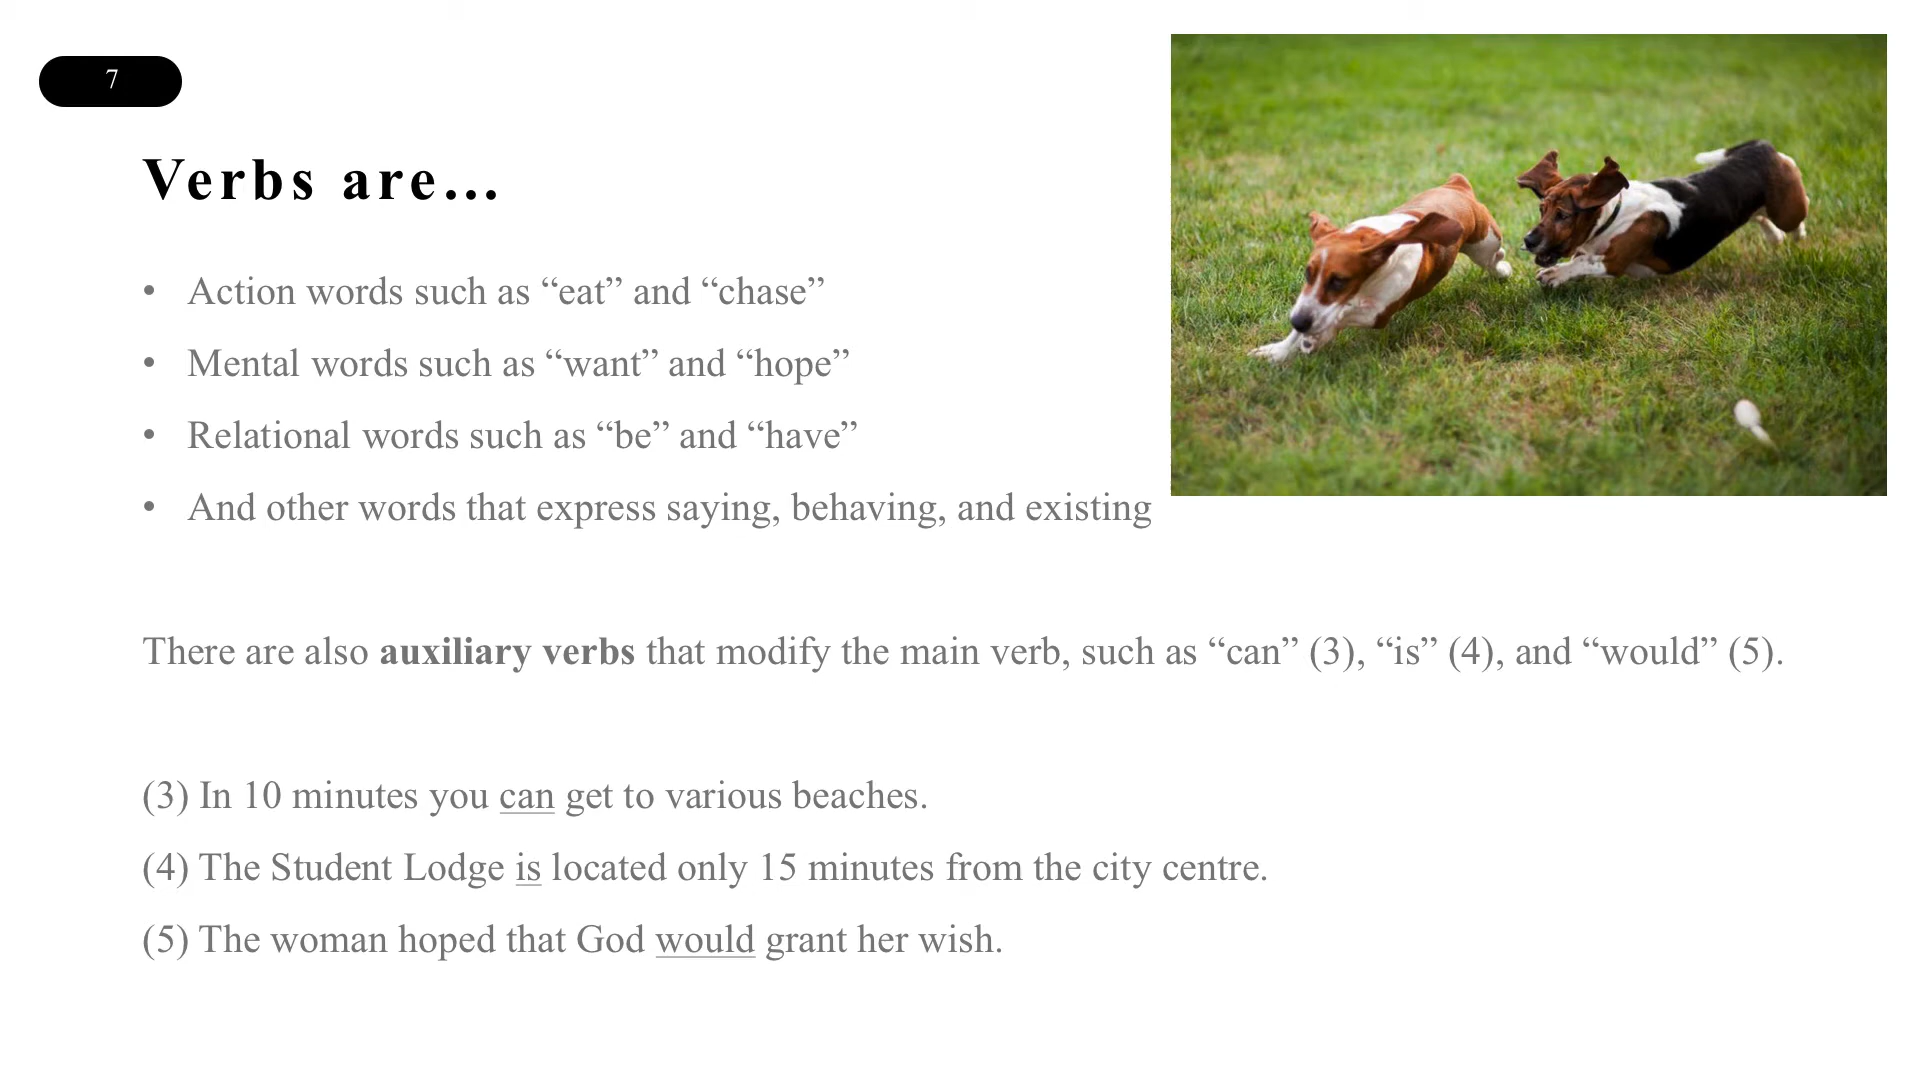 7
Verbs are…
• Action words such as “eat” and “chase”
• Mental words such as “want” and “hope”
• Relational words such as “be” and “have”
• And other words that express saying, behaving, and existing
There are also auxiliary verbs that modify the main verb, such as “can” (3), “is” (4), and “would” (5).
(3) In 10 minutes you can get to various beaches.
(4) The Student Lodge is located only 15 minutes from the city centre.
(5) The woman hoped that God would grant her wish.